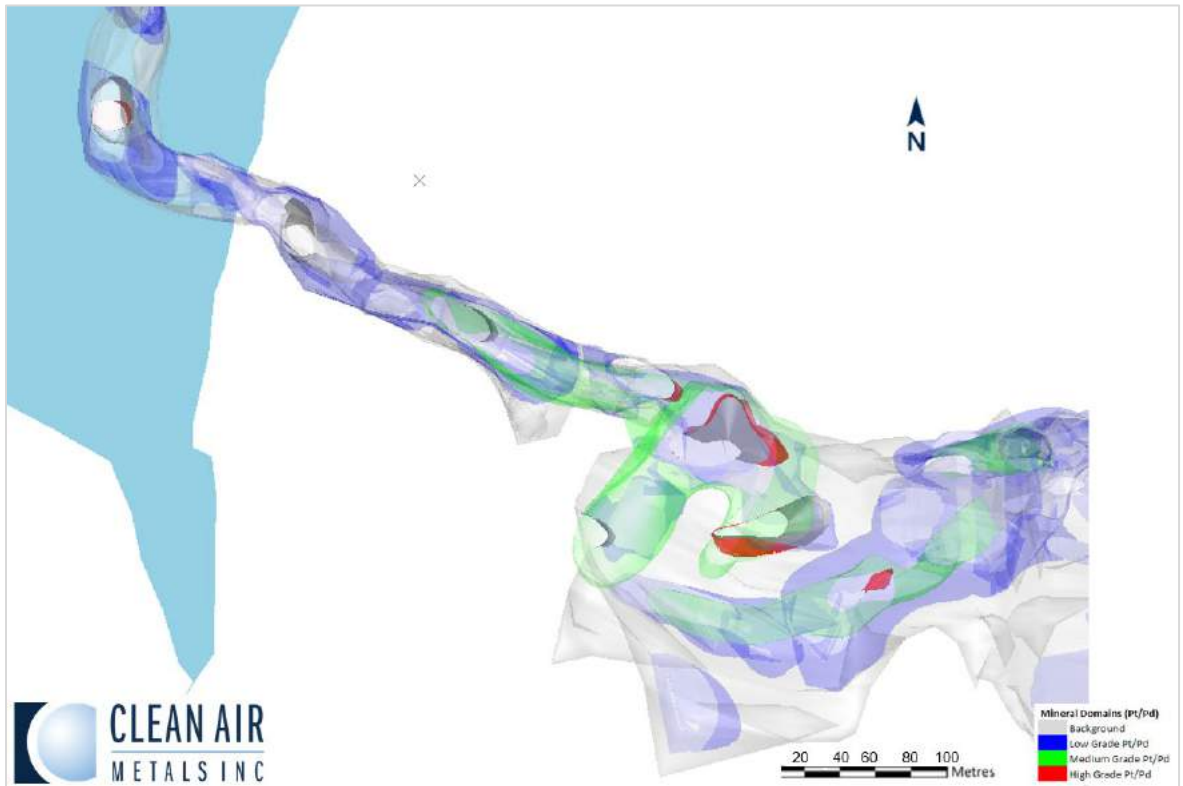 N
CLEAN AIR
METALS INC
20 40 60 80 100
Metres
Mineral Domains (Pt/Pd)
Background
Low Grade Pt/Pd
Medium Grade Pt/Pd
High Grade Pt/Pd